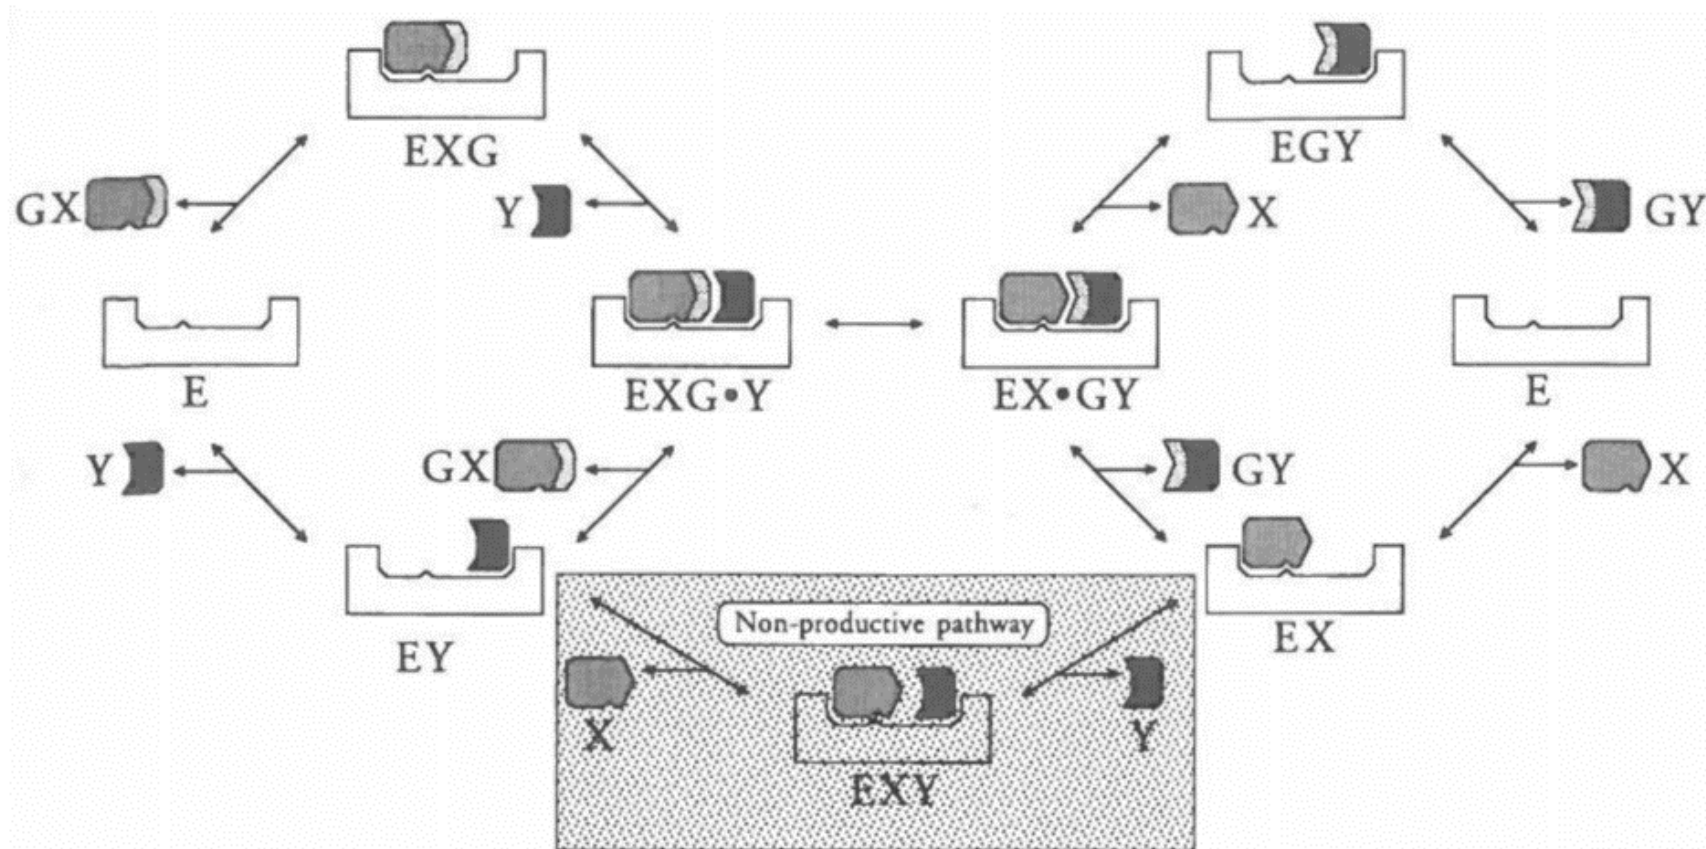 EXG
EGY
GX
Y
X
GY
E
EXG•Y
EX•GY
E
Y
GX
GY
X
EY
Non-productive pathway
EX
X
Y
EXY